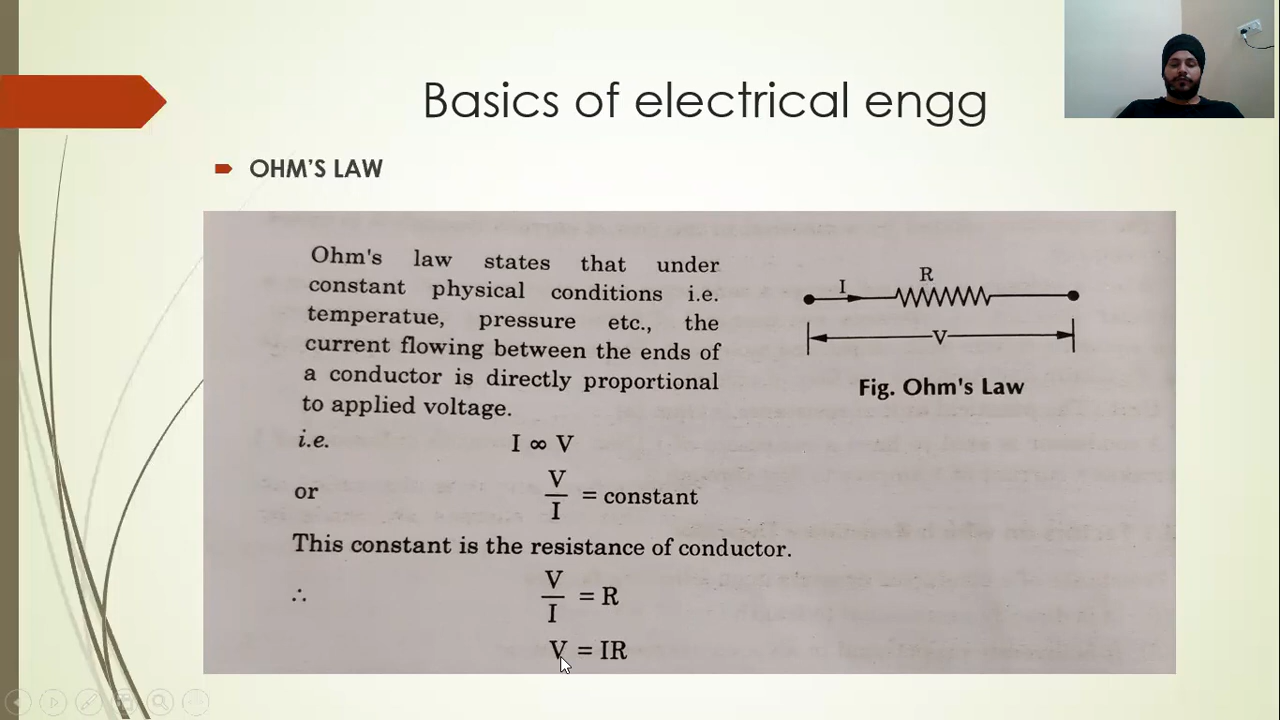 Basics of electrical engg
OHM'S LAW
Ohm's law states that under
constant physical conditions i.e.
temperatue, pressure etc., the
current flowing between the ends of
a conductor is directly proportional
to applied voltage.
i.e. I ∞ V
or V/I = constant
This constant is the resistance of conductor.
∴ V/I = R
V = IR
I R
V
Fig. Ohm's Law